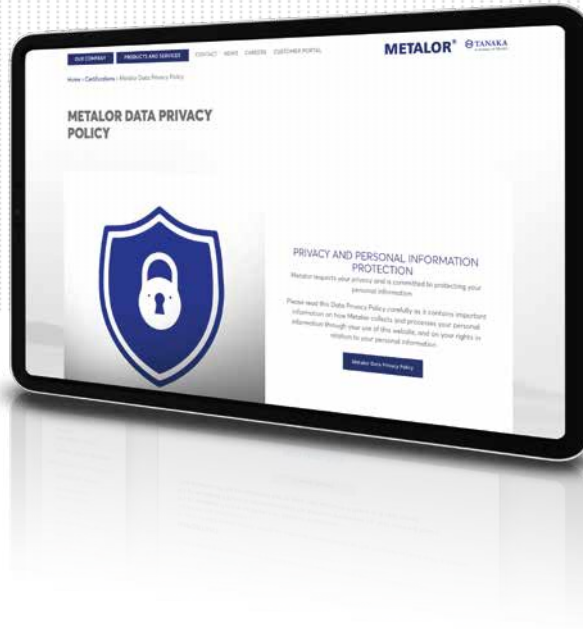 OUR COMPANY PRODUCTS AND SERVICES CONTACT NEWS CAREERS CUSTOMER PORTAL
METALOR® TANAKA
Home › Certifications › Metalor Data Privacy Policy
METALOR DATA PRIVACY
POLICY
PRIVACY AND PERSONAL INFORMATION
PROTECTION
Metalor respects your privacy and is committed to protecting your
personal information.
Please read this Data Privacy Policy carefully as it contains important
information on how Metalor collects and processes your personal
information through your use of this website, and on your rights in
relation to your personal information.
Metalor Data Privacy Policy